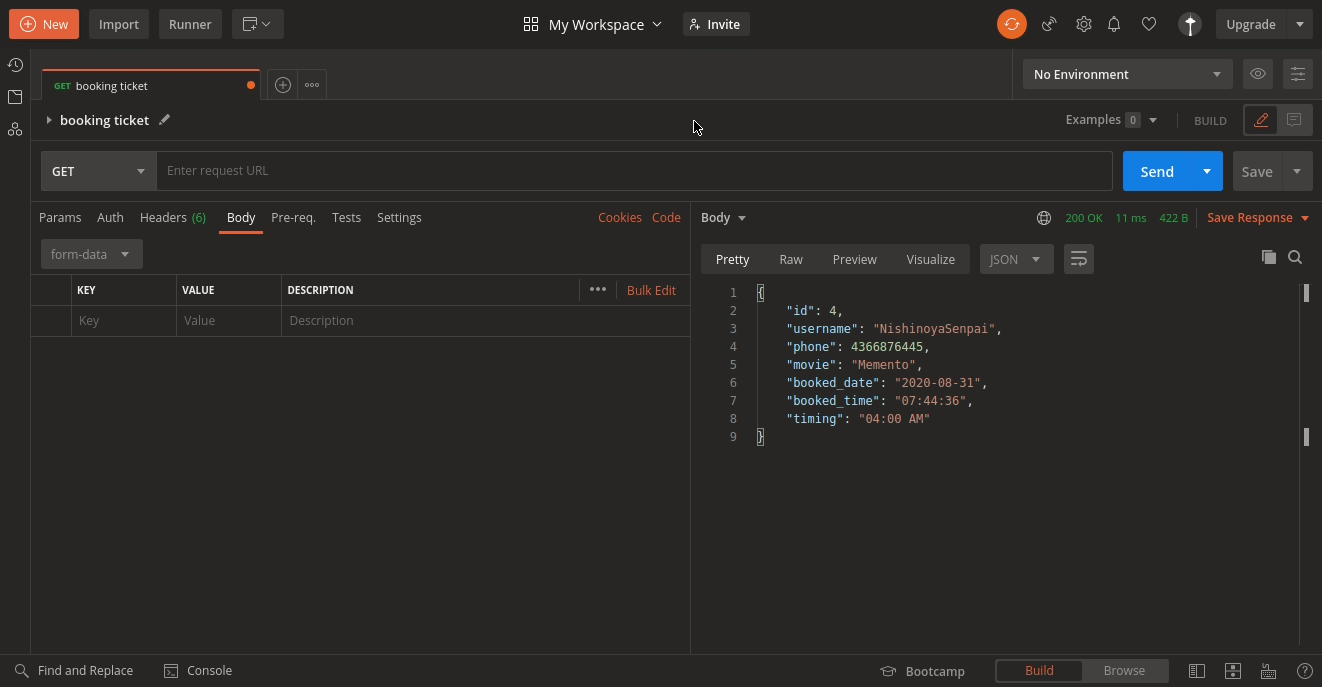 New Import Runner My Workspace Invite Upgrade
GET booking ticket No Environment
booking ticket Examples 0 BUILD
GET Enter request URL Send Save
Params Auth Headers (6) Body Pre-req. Tests Settings Cookies Code
form-data
KEY VALUE DESCRIPTION Bulk Edit
Key Value Description
Body 200 OK 11 ms 422 B Save Response
Pretty Raw Preview Visualize JSON
1 {
2 "id": 4,
3 "username": "NishinoyaSenpai",
4 "phone": 4366876445,
5 "movie": "Memento",
6 "booked_date": "2020-08-31",
7 "booked_time": "07:44:36",
8 "timing": "04:00 AM"
9 }
Find and Replace Console Bootcamp Build Browse